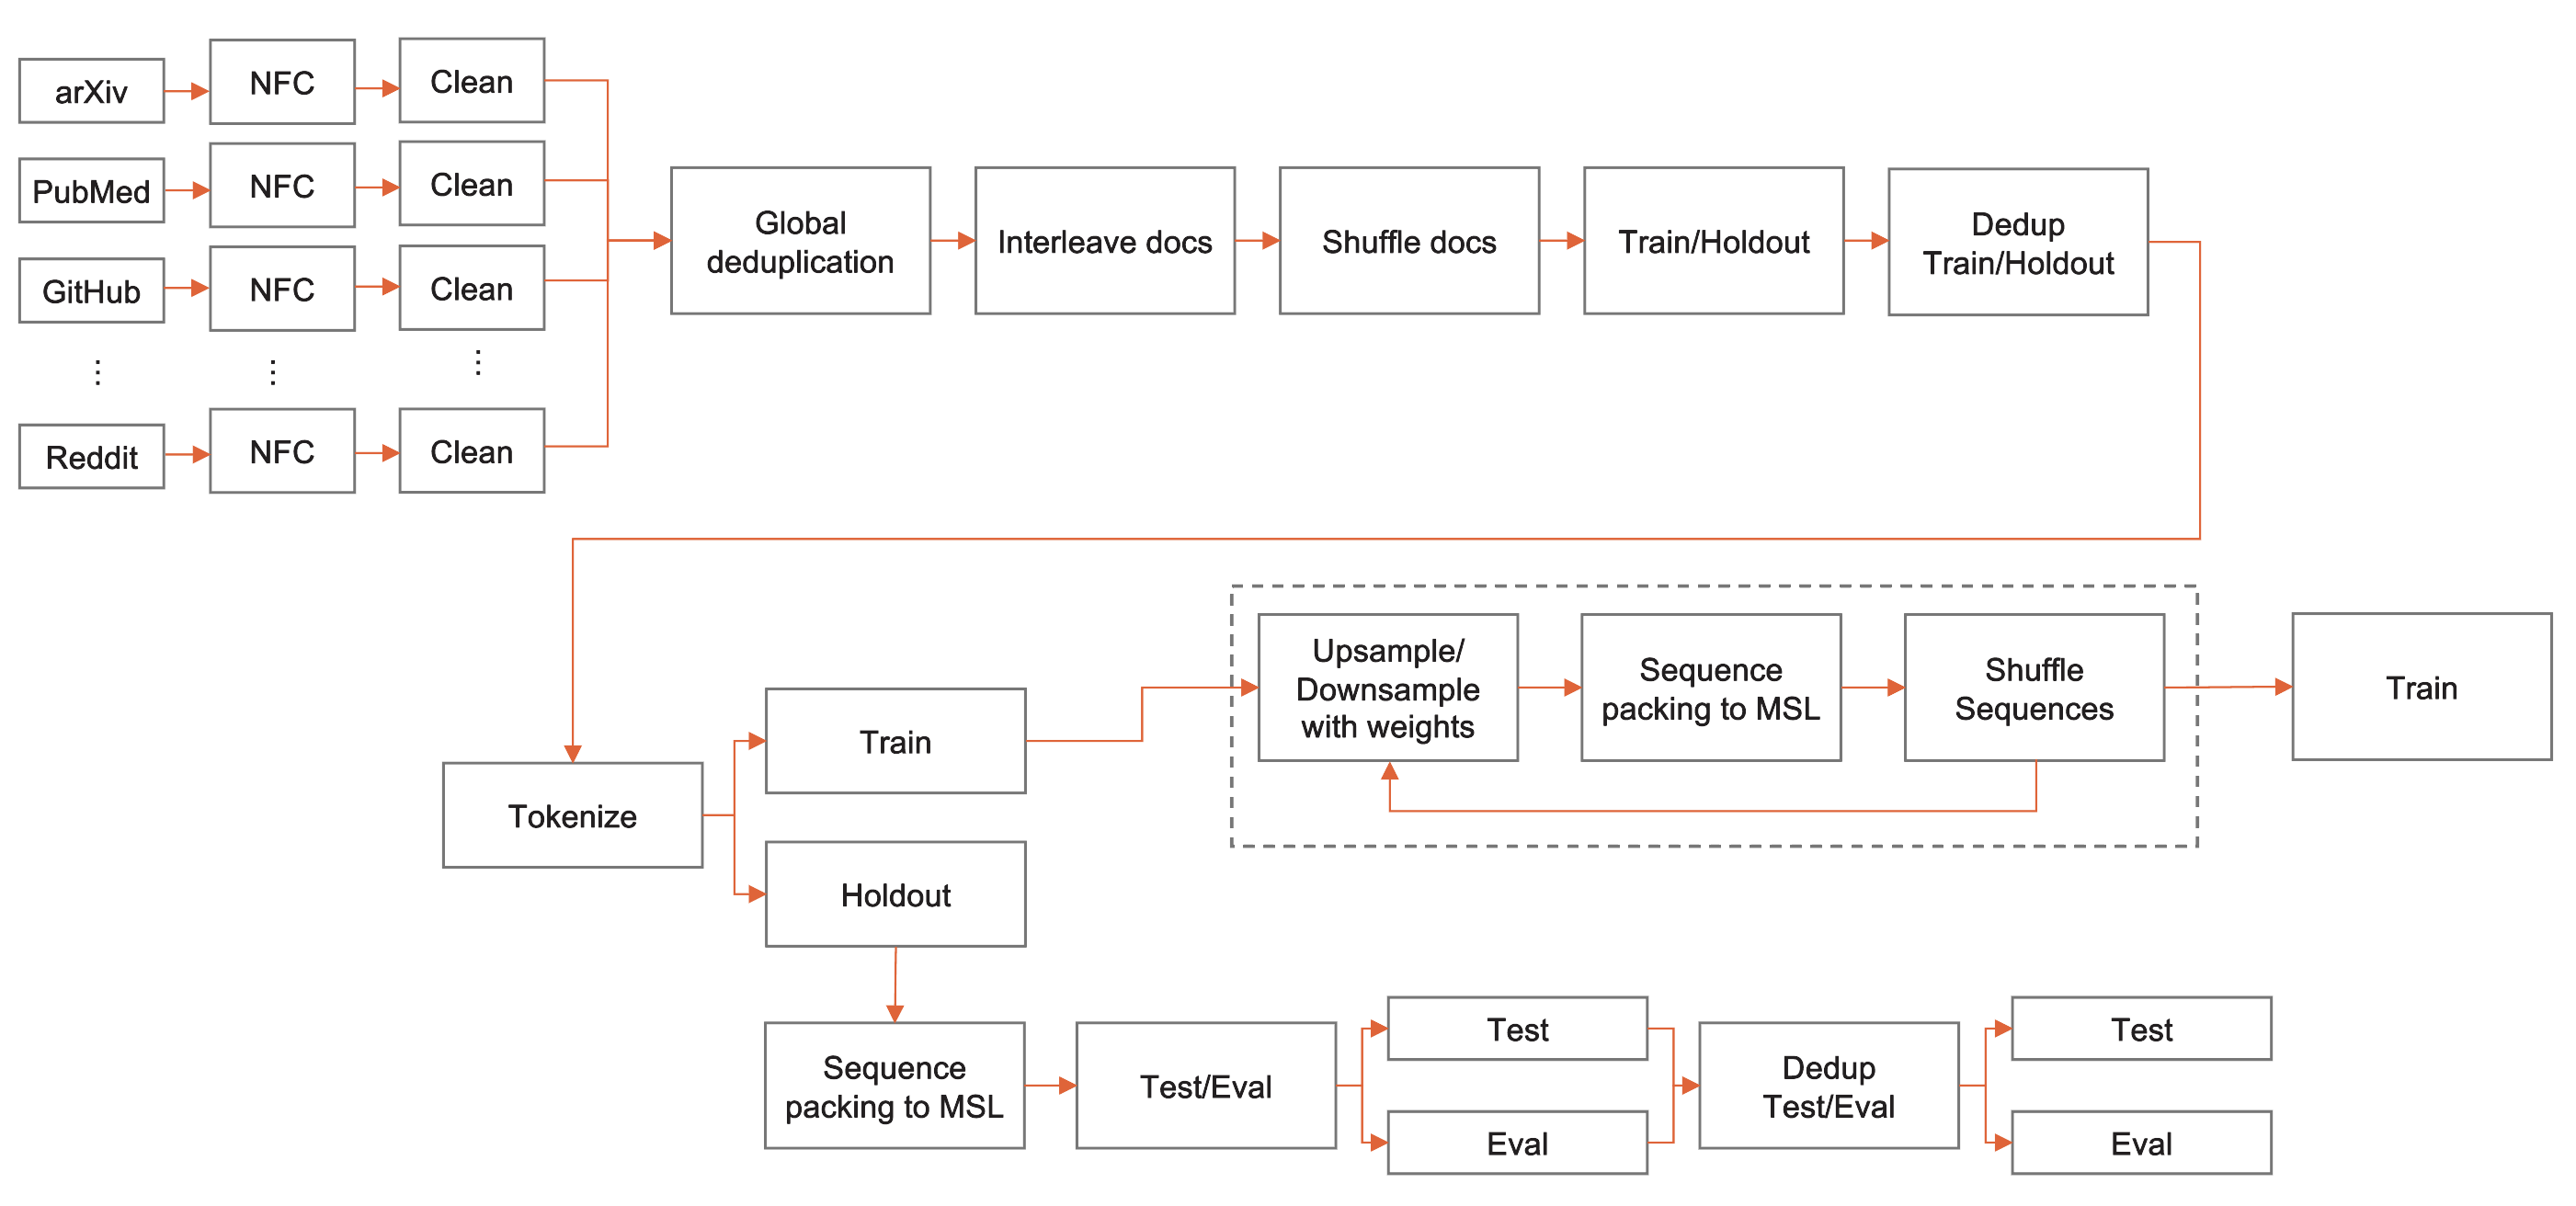 arXiv
NFC
Clean
PubMed
NFC
Clean
GitHub
NFC
Clean
⋮
⋮
⋮
Reddit
NFC
Clean
Global
deduplication
Interleave docs
Shuffle docs
Train/Holdout
Dedup
Train/Holdout
Tokenize
Train
Holdout
Upsample/
Downsample
with weights
Sequence
packing to MSL
Shuffle
Sequences
Train
Sequence
packing to MSL
Test/Eval
Test
Eval
Dedup
Test/Eval
Test
Eval